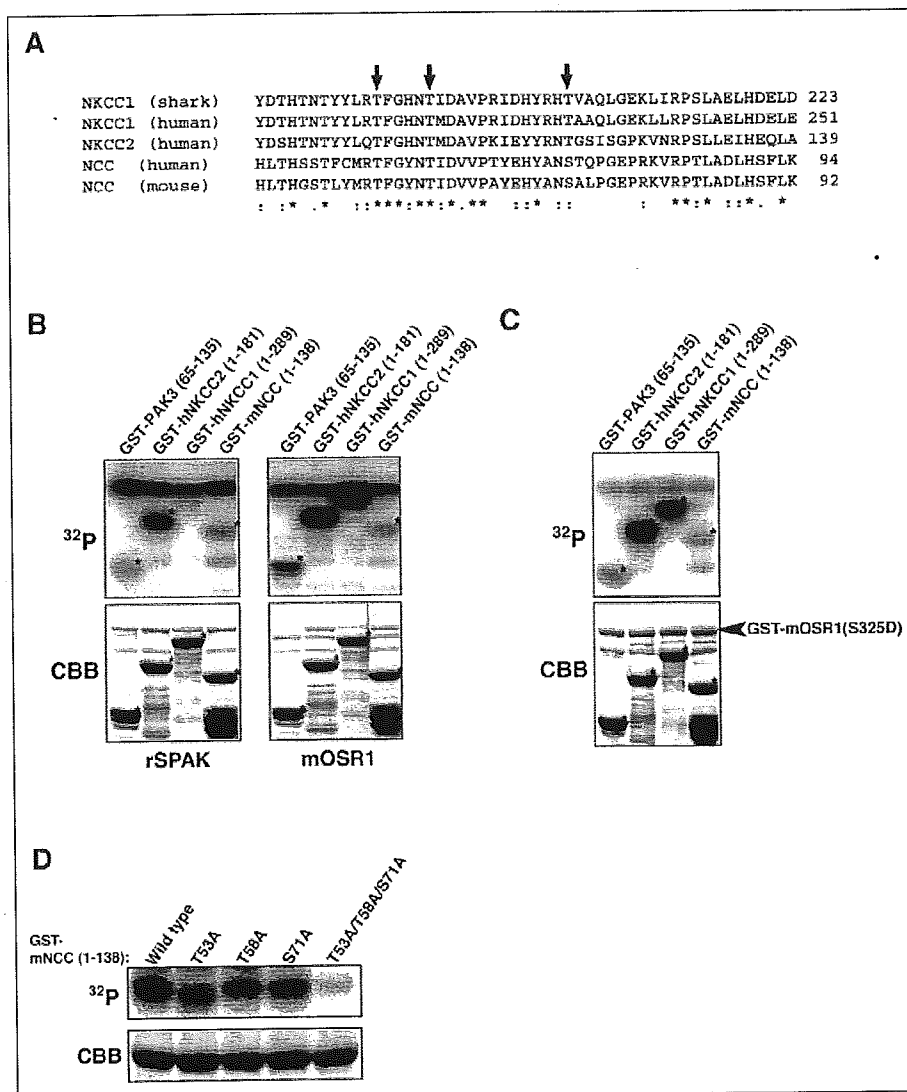 A
NKCC1 (shark) YDTHTNTYYLRTFGHNTIDAVPRIDHYRHTVAQLGEKLIRPSLAELHDELD 223
NKCC1 (human) YDTHTNTYYLRTFGHNTMDAVPRIDHYRHTAAQLGEKLLRPSLAELHDELE 251
NKCC2 (human) YDSHTNTYYLQTFGHNTMDAVPKIEYYRNTGSISGPKVNRPSLLEIHEQLA 139
NCC (human) HLTHSSTFCMRTFGYNTIDVVPTYEHYANSTQPGEPRKVRPTLADLHSFLK 94
NCC (mouse) HLTHGSTLYMRTFGYNTIDVVPAYEHYANSALPGEPRKVRPTLADLHSFLK 92
: :* .* ::***:**:*.** ::* :: : **:* ::*. *
B
C
GST-PAK3 (65-135)
GST-hNKCC2 (1-181)
GST-hNKCC1 (1-289)
GST-mNCC (1-138)
GST-PAK3 (65-135)
GST-hNKCC2 (1-181)
GST-hNKCC1 (1-289)
GST-mNCC (1-138)
GST-PAK3 (65-135)
GST-hNKCC2 (1-181)
GST-hNKCC1 (1-289)
GST-mNCC (1-138)
32P
32P
CBB
CBB
GST-mOSR1(S325D)
rSPAK
mOSR1
D
GST-
mNCC (1-138):
Wild type
T53A
T58A
S71A
T53A/T58A/S71A
32P
CBB